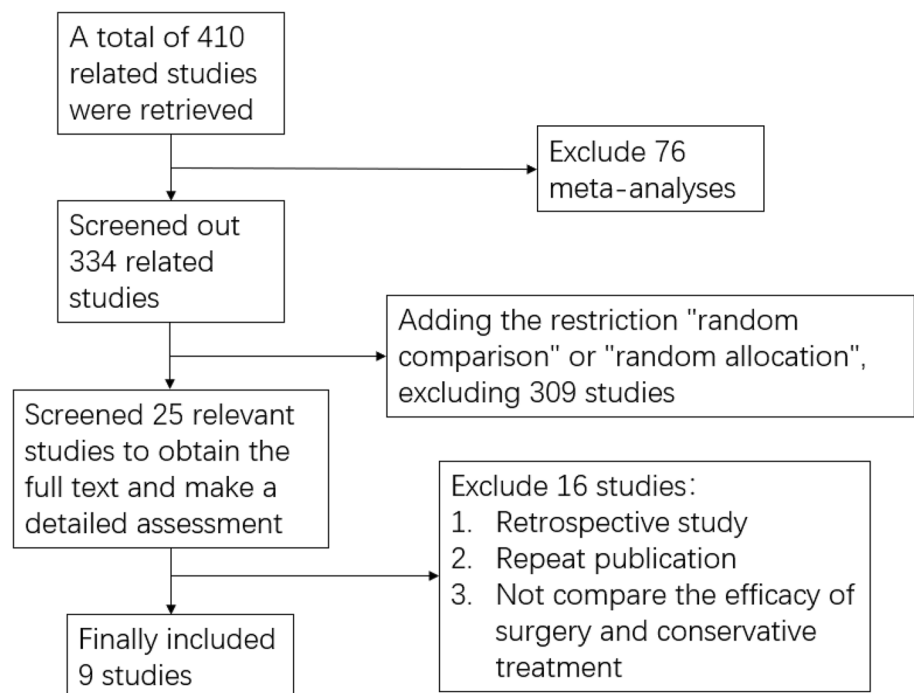 A total of 410
related studies
were retrieved
Exclude 76
meta-analyses
Screened out
334 related
studies
Adding the restriction "random
comparison" or "random allocation",
excluding 309 studies
Screened 25 relevant
studies to obtain the
full text and make a
detailed assessment
Exclude 16 studies:
1. Retrospective study
2. Repeat publication
3. Not compare the efficacy of
surgery and conservative
treatment
Finally included
9 studies